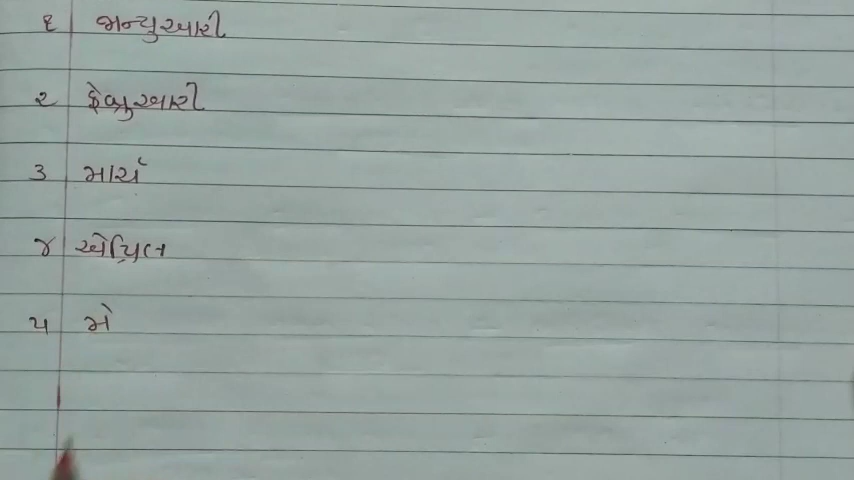 ૧ જાન્યુઆરી
૨ ફેબ્રુઆરી
૩ માર્ચ
૪ એપ્રિલ
૫ મે